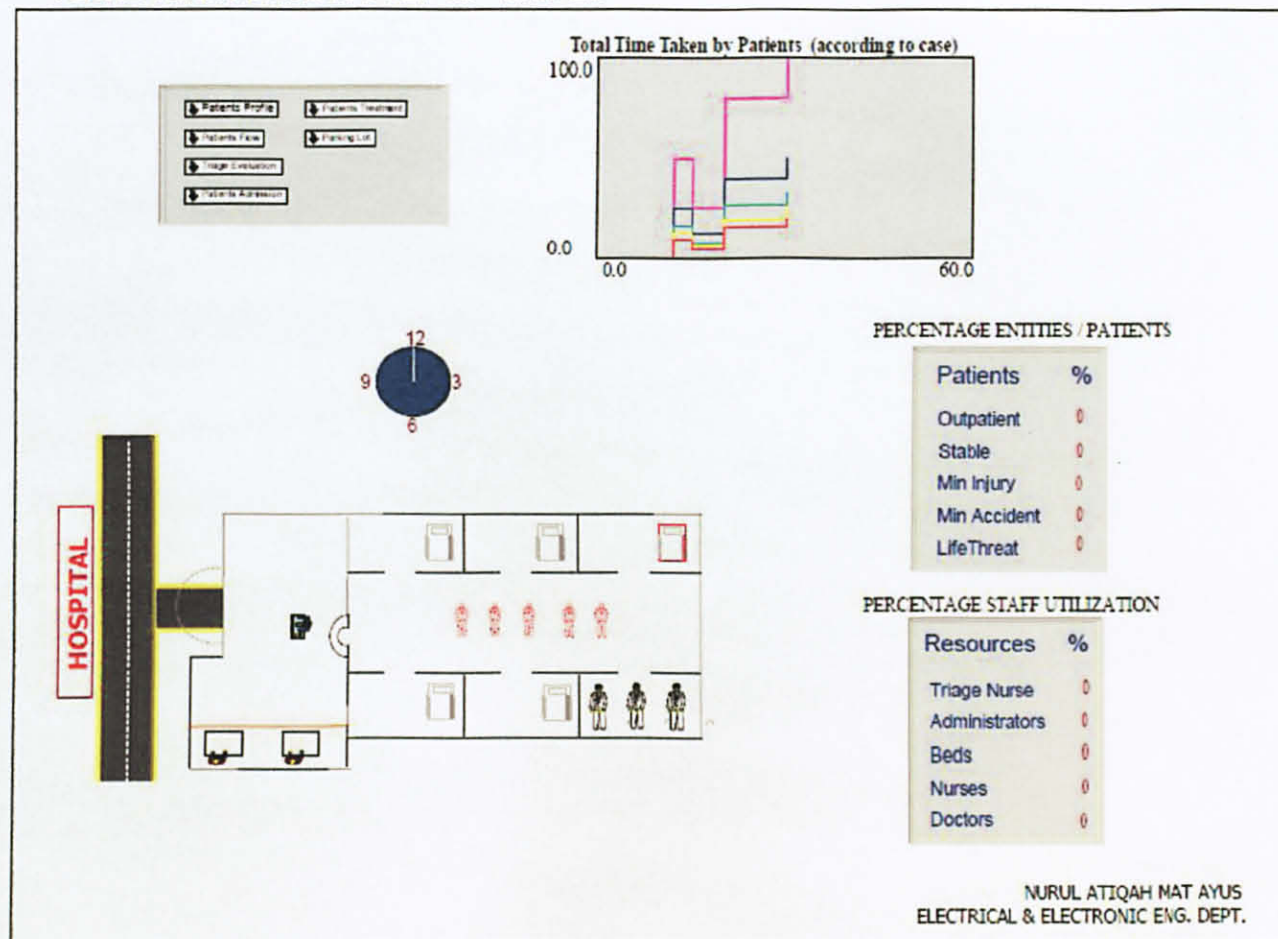 Total Time Taken by Patients (according to case)
100.0
0.0
0.0
60.0
Patients Profile
Patients Treatment
Patients Flow
Parking Lot
Triage Evaluation
Patients Admission
12
9
3
6
HOSPITAL
PERCENTAGE ENTITIES / PATIENTS
Patients %
Outpatient 0
Stable 0
Min Injury 0
Min Accident 0
LifeThreat 0
PERCENTAGE STAFF UTILIZATION
Resources %
Triage Nurse 0
Administrators 0
Beds 0
Nurses 0
Doctors 0
NURUL ATIQAH MAT AYUS
ELECTRICAL & ELECTRONIC ENG. DEPT.